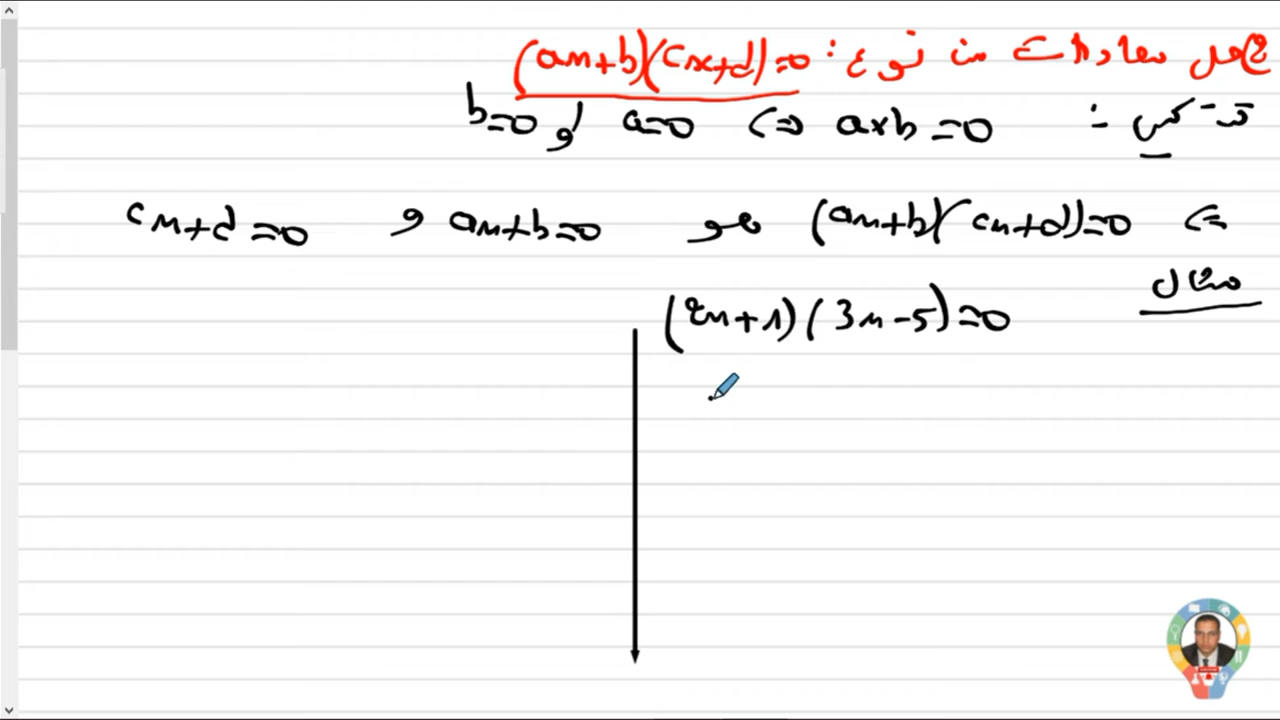 حل معادلات من نوع: (ax+b)(cx+d)=0
تذكير: a×b=0 ⇔ a=0 أو b=0
⇐ (ax+b)(cx+d)=0 هو ax+b=0 و cx+d=0
مثال
(2x+1)(3x-5)=0